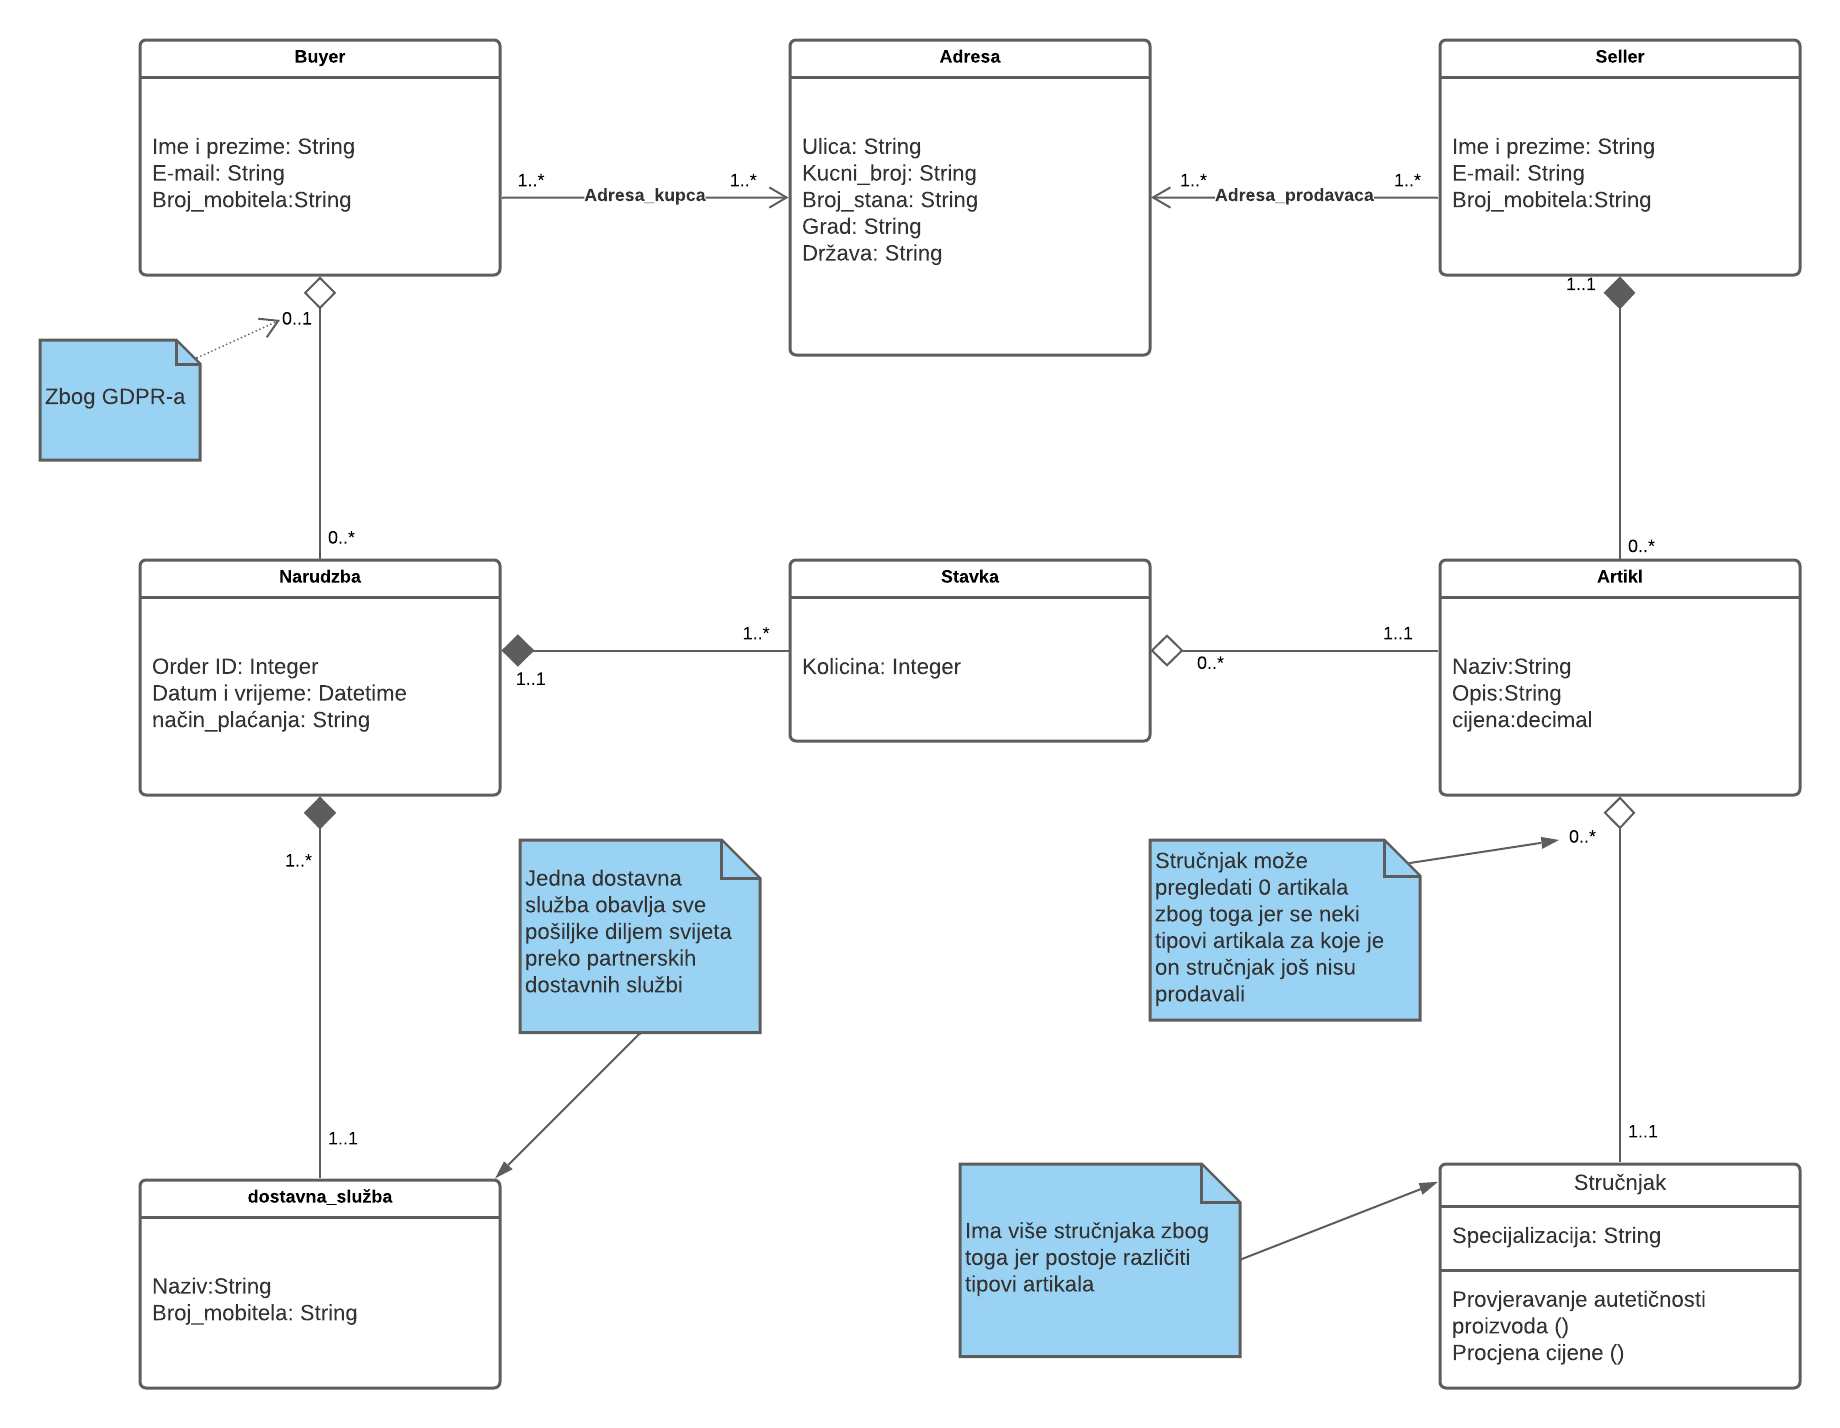 Buyer
Ime i prezime: String
E-mail: String
Broj_mobitela:String
1..*
Adresa_kupca
1..*
Adresa
Ulica: String
Kucni_broj: String
Broj_stana: String
Grad: String
Država: String
1..*
Adresa_prodavaca
1..*
Seller
Ime i prezime: String
E-mail: String
Broj_mobitela:String
1..1
0..1
Zbog GDPR-a
0..*
0..*
Narudzba
Order ID: Integer
Datum i vrijeme: Datetime
način_plaćanja: String
1..*
1..1
Stavka
Kolicina: Integer
1..1
0..*
Artikl
Naziv:String
Opis:String
cijena:decimal
1..*
Jedna dostavna
služba obavlja sve
pošiljke diljem svijeta
preko partnerskih
dostavnih službi
0..*
Stručnjak može
pregledati 0 artikala
zbog toga jer se neki
tipovi artikala za koje je
on stručnjak još nisu
prodavali
1..1
1..1
dostavna_služba
Naziv:String
Broj_mobitela: String
Ima više stručnjaka zbog
toga jer postoje različiti
tipovi artikala
Stručnjak
Specijalizacija: String
Provjeravanje autetičnosti
proizvoda ()
Procjena cijene ()